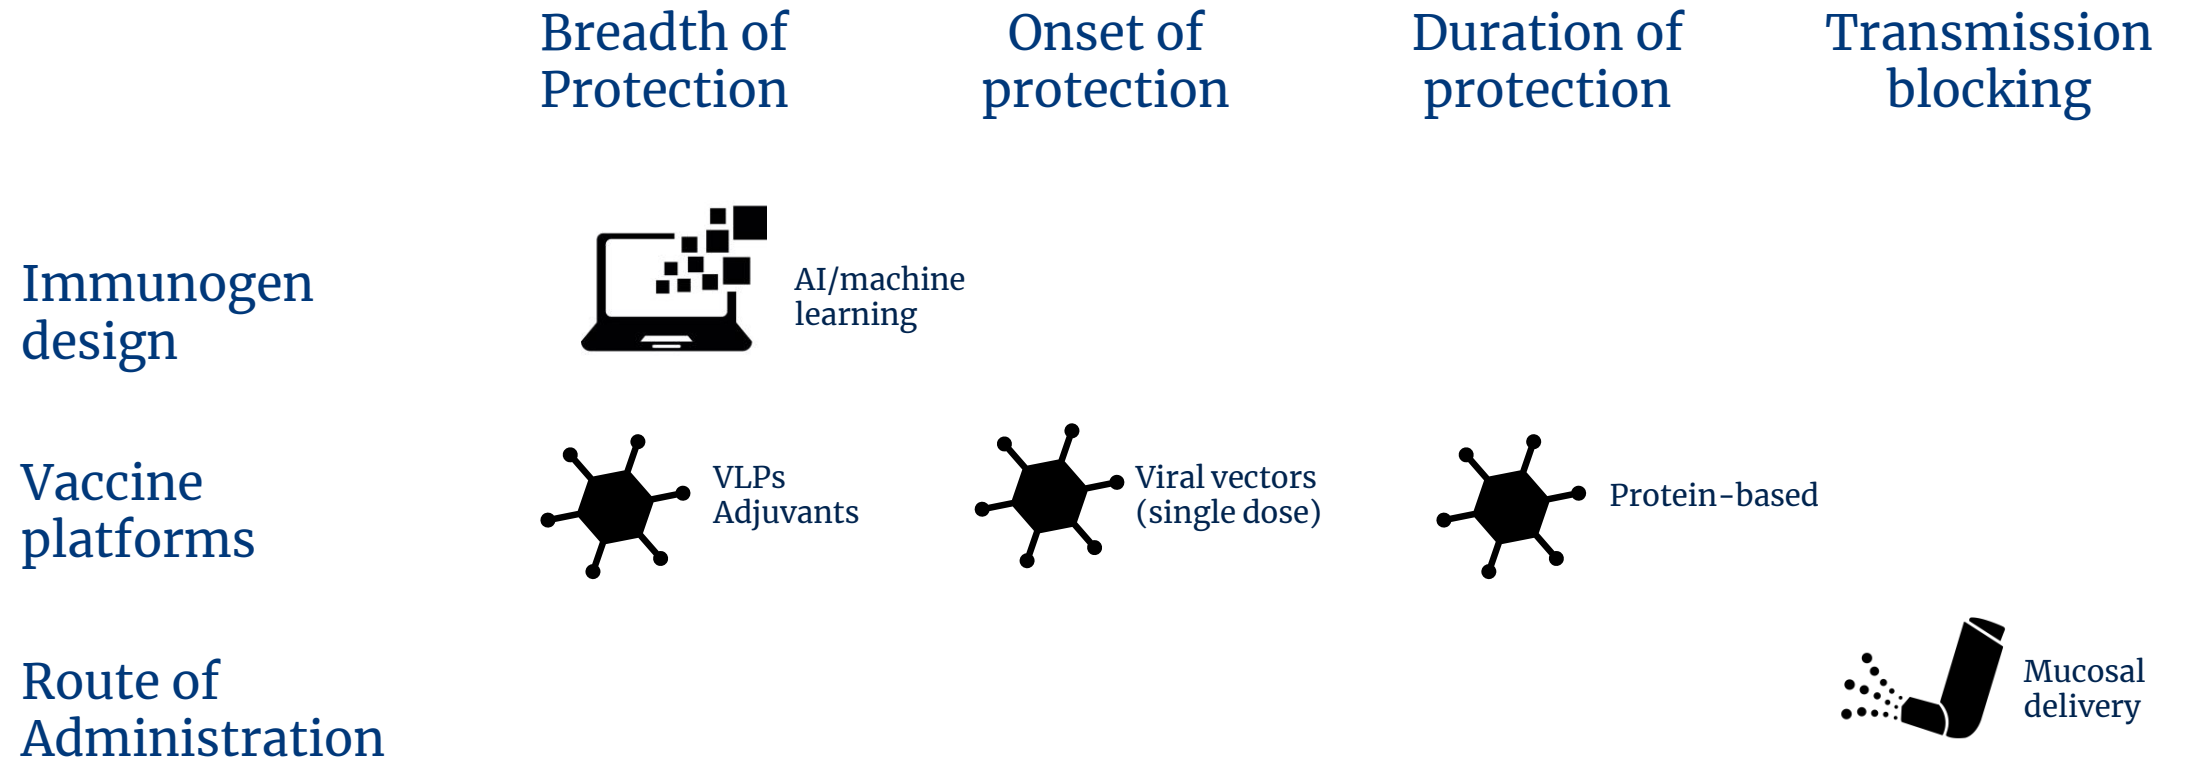 Breadth of
Protection
Onset of
protection
Duration of
protection
Transmission
blocking
Immunogen
design
AI/machine
learning
Vaccine
platforms
VLPs
Adjuvants
Viral vectors
(single dose)
Protein-based
Route of
Administration
Mucosal
delivery